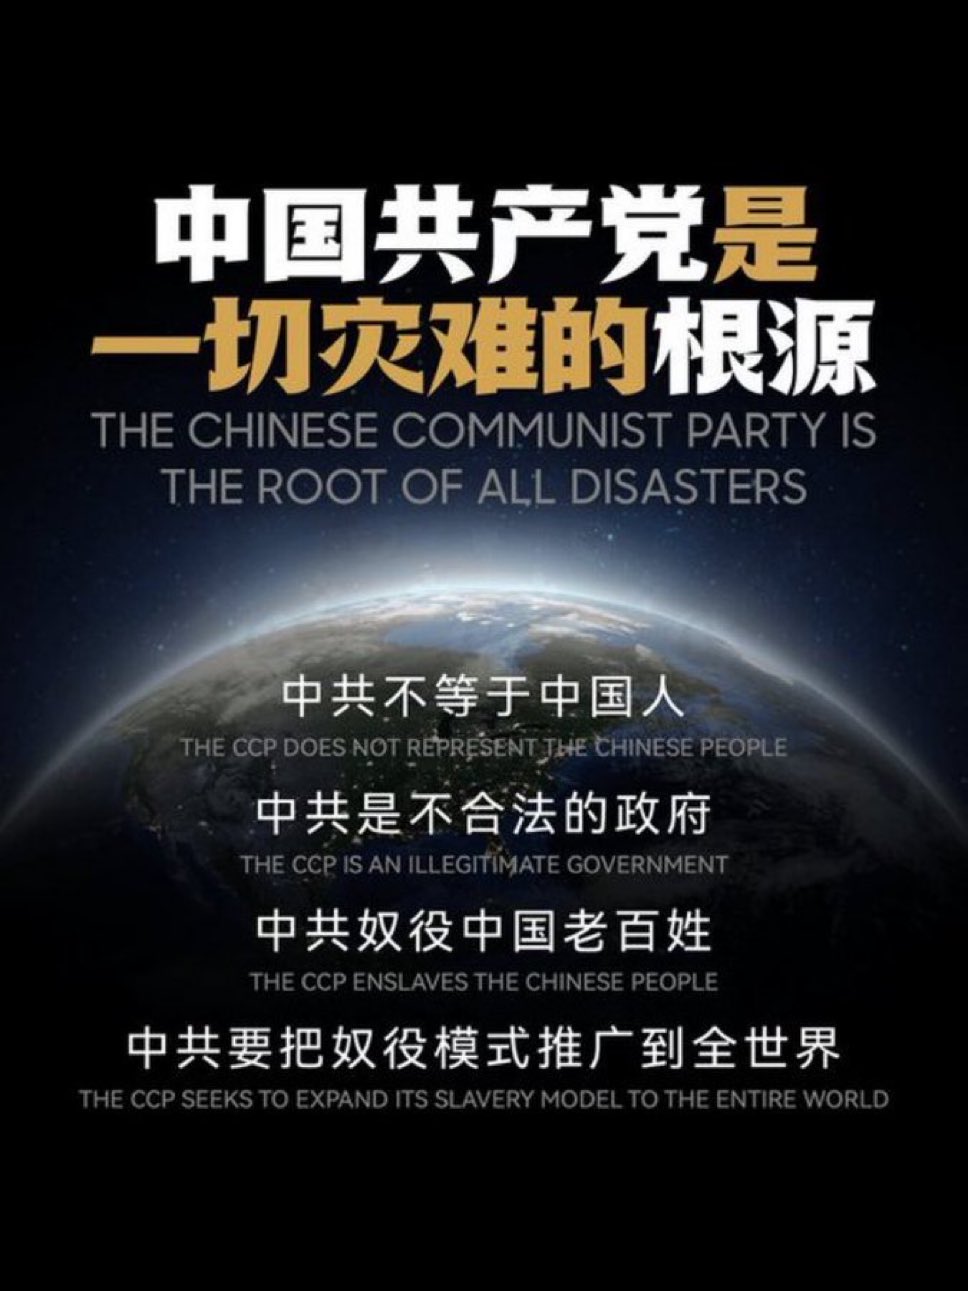 中国共产党是
一切灾难的根源
THE CHINESE COMMUNIST PARTY IS
THE ROOT OF ALL DISASTERS
中共不等于中国人
THE CCP DOES NOT REPRESENT THE CHINESE PEOPLE
中共是不合法的政府
THE CCP IS AN ILLEGITIMATE GOVERNMENT
中共奴役中国老百姓
THE CCP ENSLAVES THE CHINESE PEOPLE
中共要把奴役模式推广到全世界
THE CCP SEEKS TO EXPAND ITS SLAVERY MODEL TO THE ENTIRE WORLD